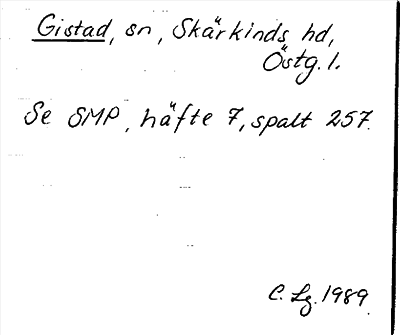 Gistad, sn, Skärkinds hd,
Östg. l.
Se SMP, häfte 7, spalt 257.
C. Lg. 1989.